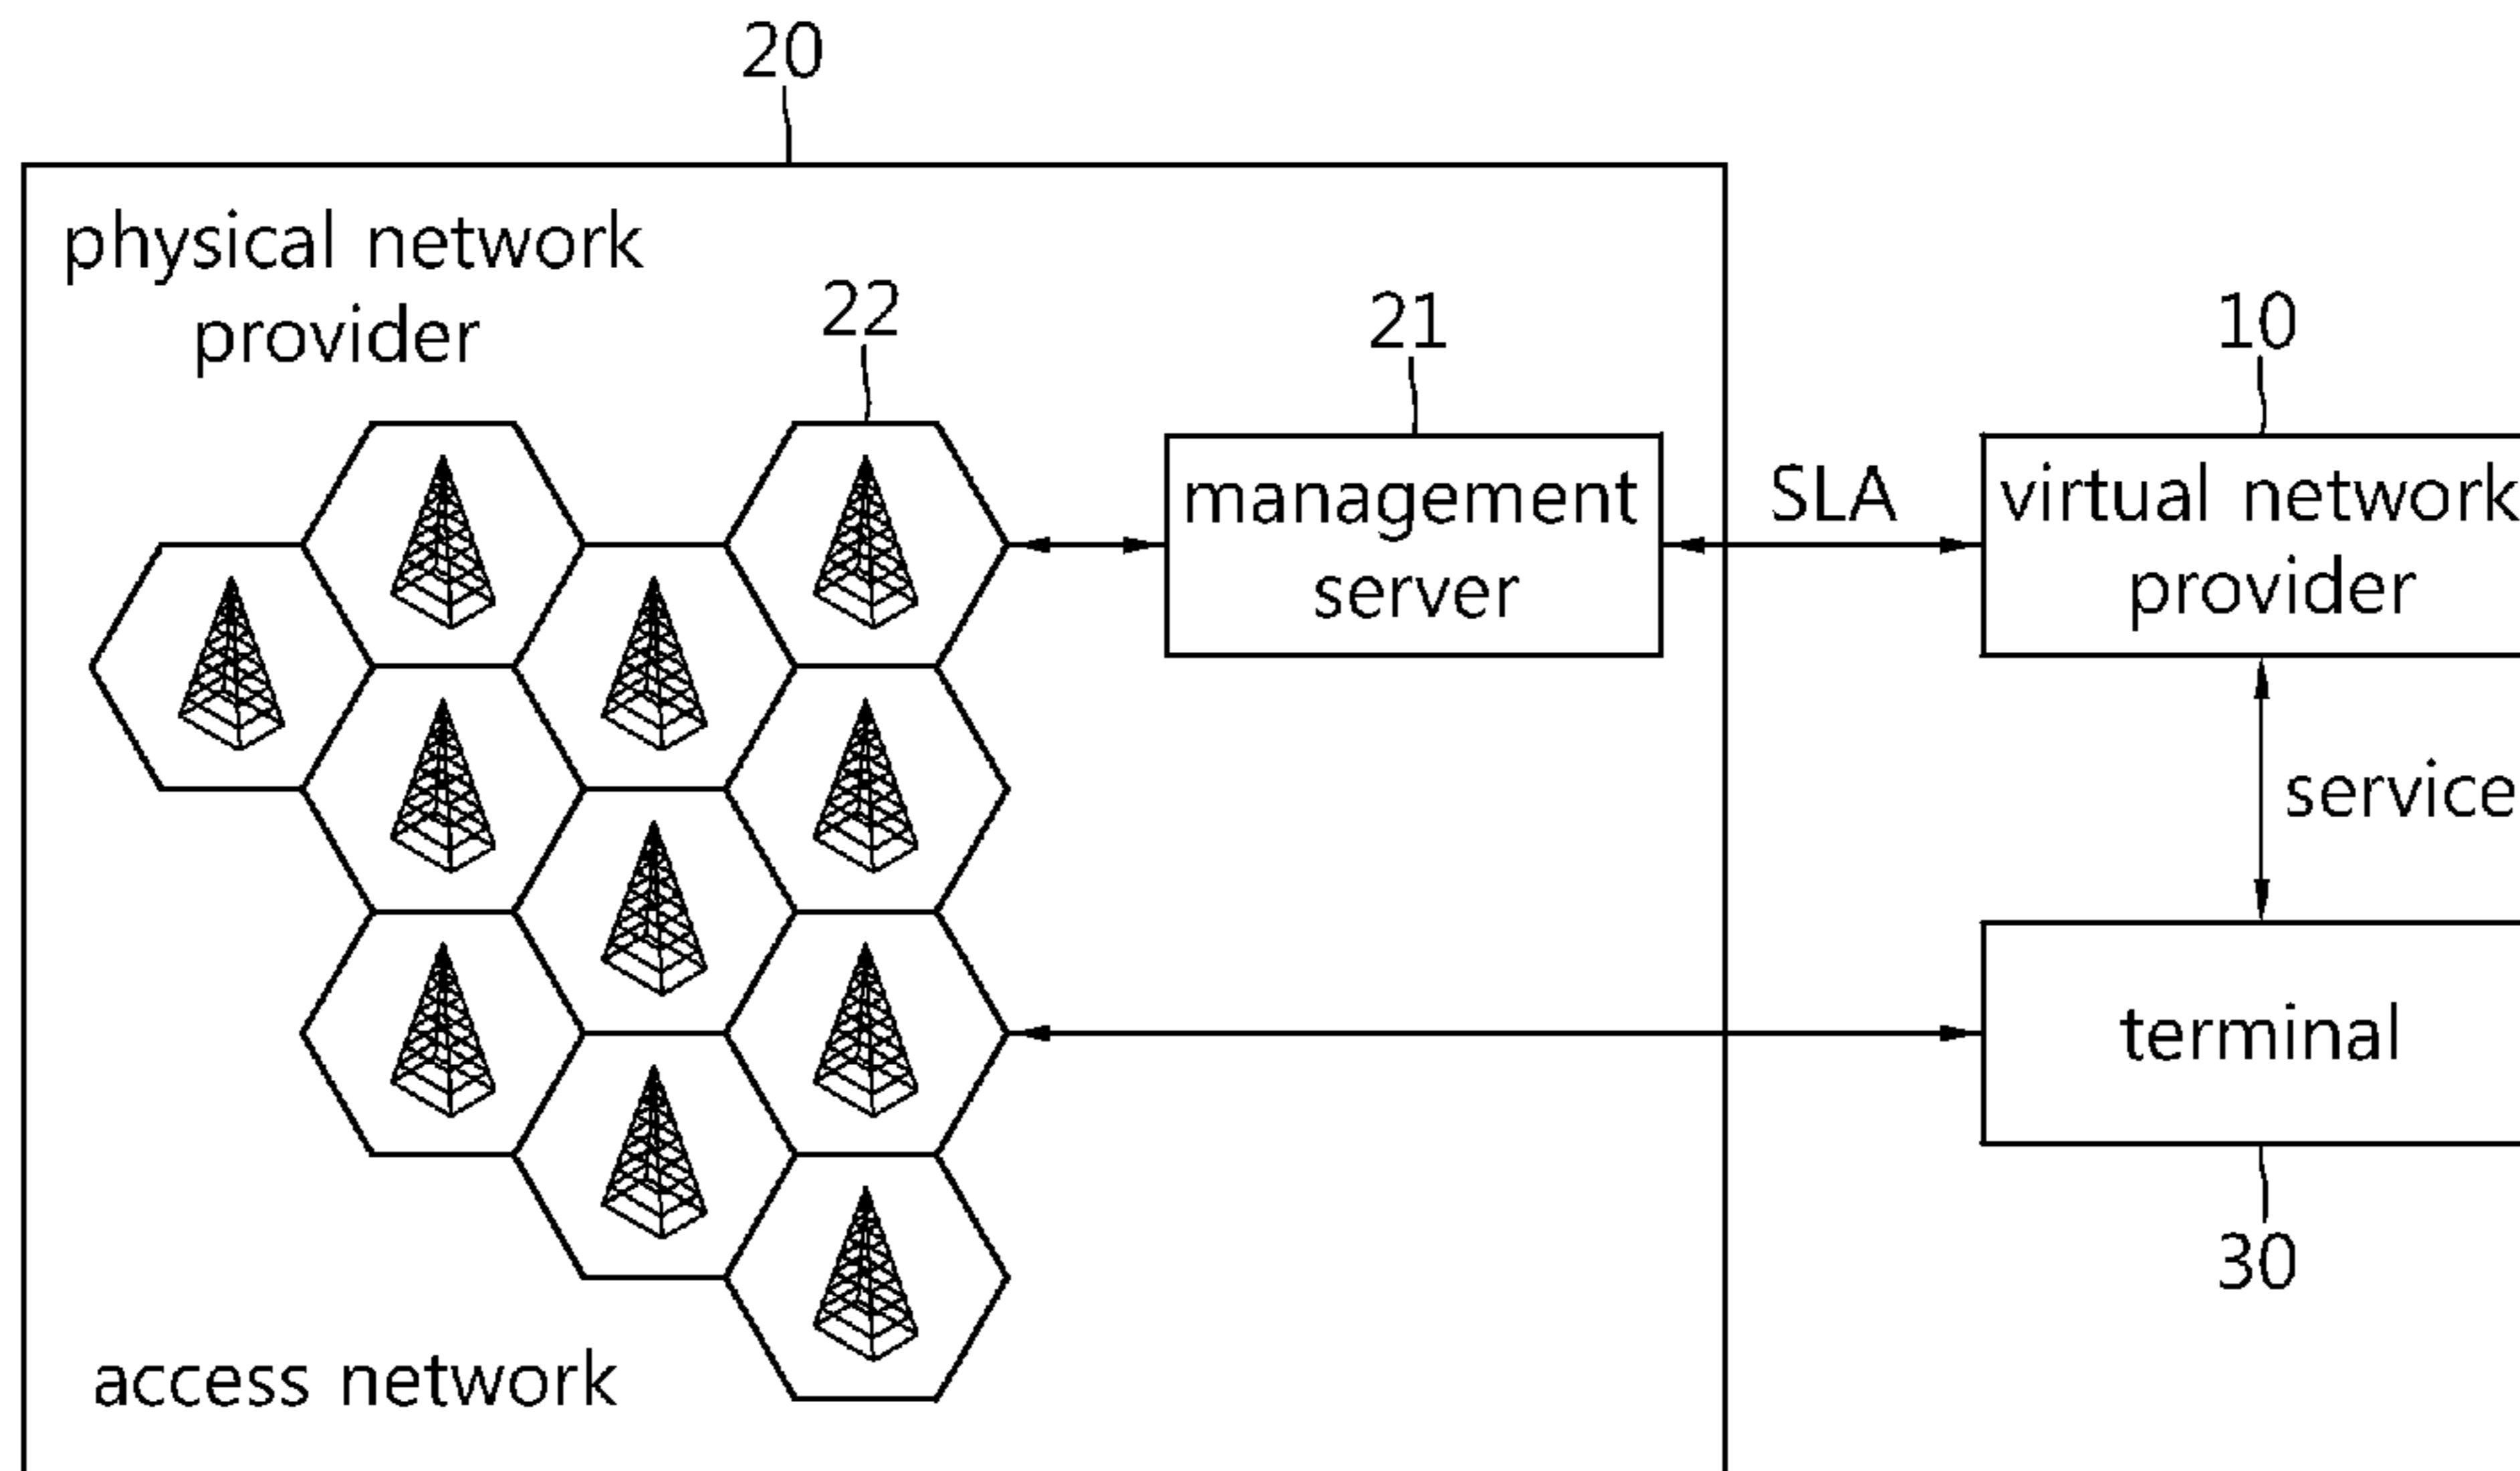 20
physical network
provider
22
21
10
management
server
SLA
virtual network
provider
service
terminal
30
access network